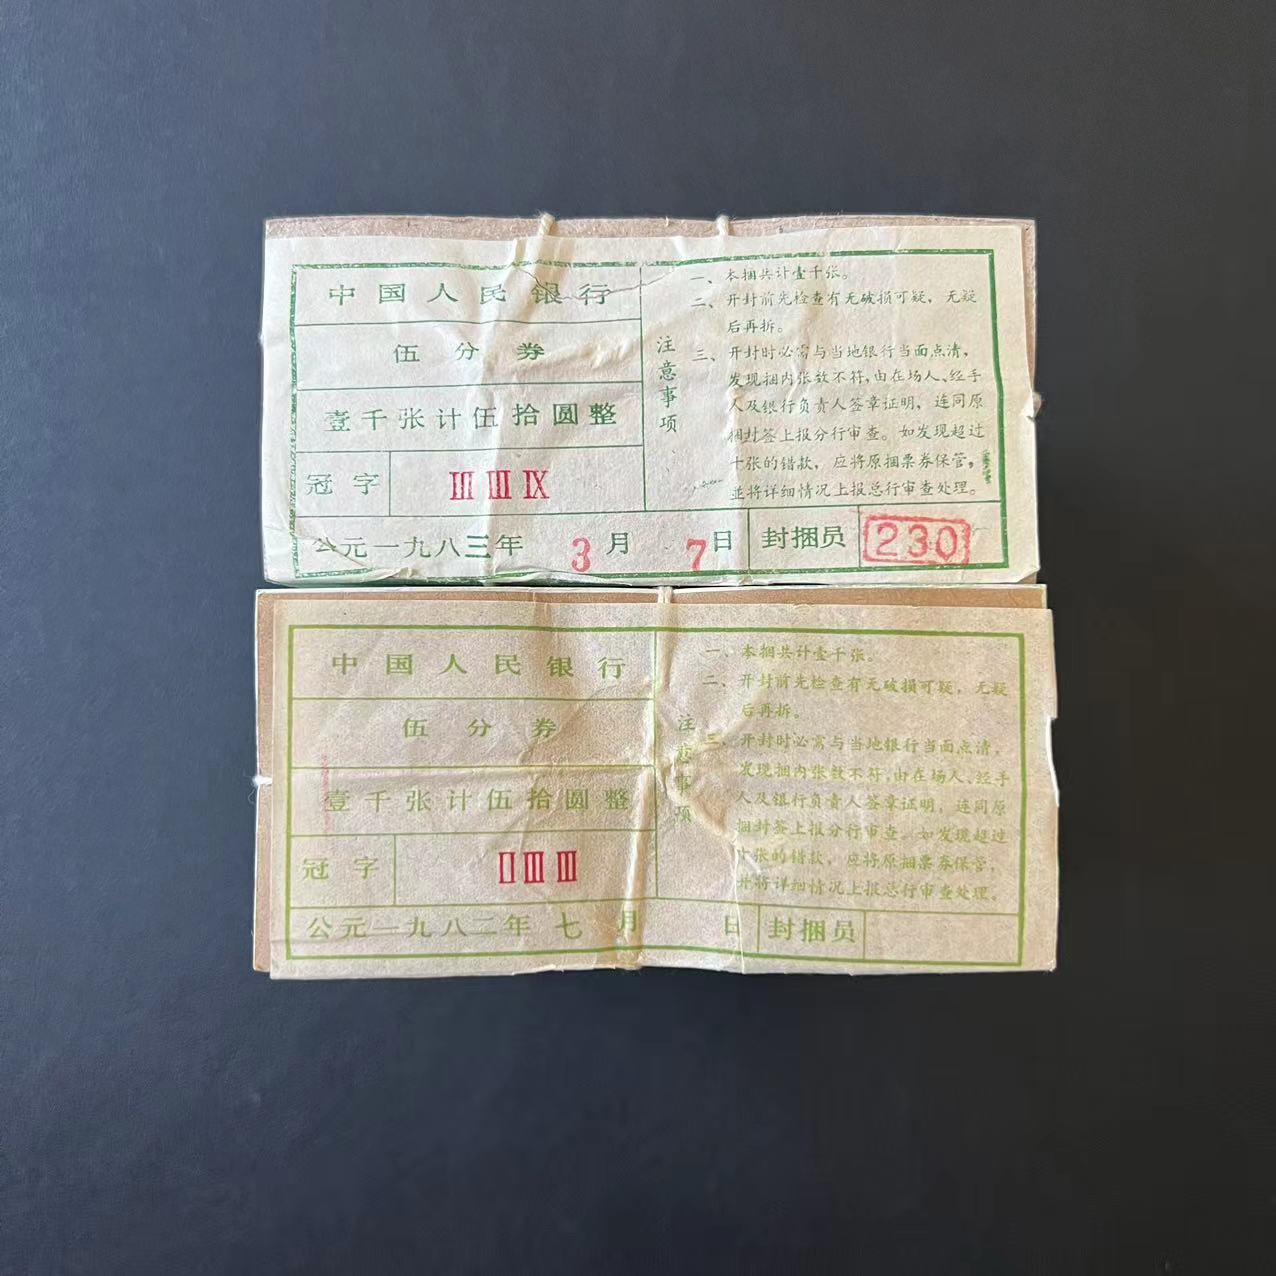 中国人民银行
伍分券
壹千张计伍拾圆整
冠字 Ⅲ Ⅲ Ⅸ
注意事项
一、本捆共计壹千张。
二、开封前先检查有无破损可疑，无疑
后再拆。
三、开封时必需与当地银行当面点清，
发现捆内张数不符，由在场人、经手
人及银行负责人签章证明，连同原
捆封签上报分行审查。如发现超过
十张的错款，应将原捆票券保管，
並将详细情况上报总行审查处理。
公元一九八三年 3 月 7 日 封捆员 230
中国人民银行
伍分券
壹千张计伍拾圆整
冠字 Ⅱ Ⅲ Ⅲ
注意事项
一、本捆共计壹千张。
二、开封前先检查有无破损可疑，无疑
后再拆。
三、开封时必需与当地银行当面点清，
发现捆内张数不符，由在场人、经手
人及银行负责人签章证明，连同原
捆封签上报分行审查。如发现超过
十张的错款，应将原捆票券保管，
并将详细情况上报总行审查处理。
公元一九八二年 七 月 日 封捆员